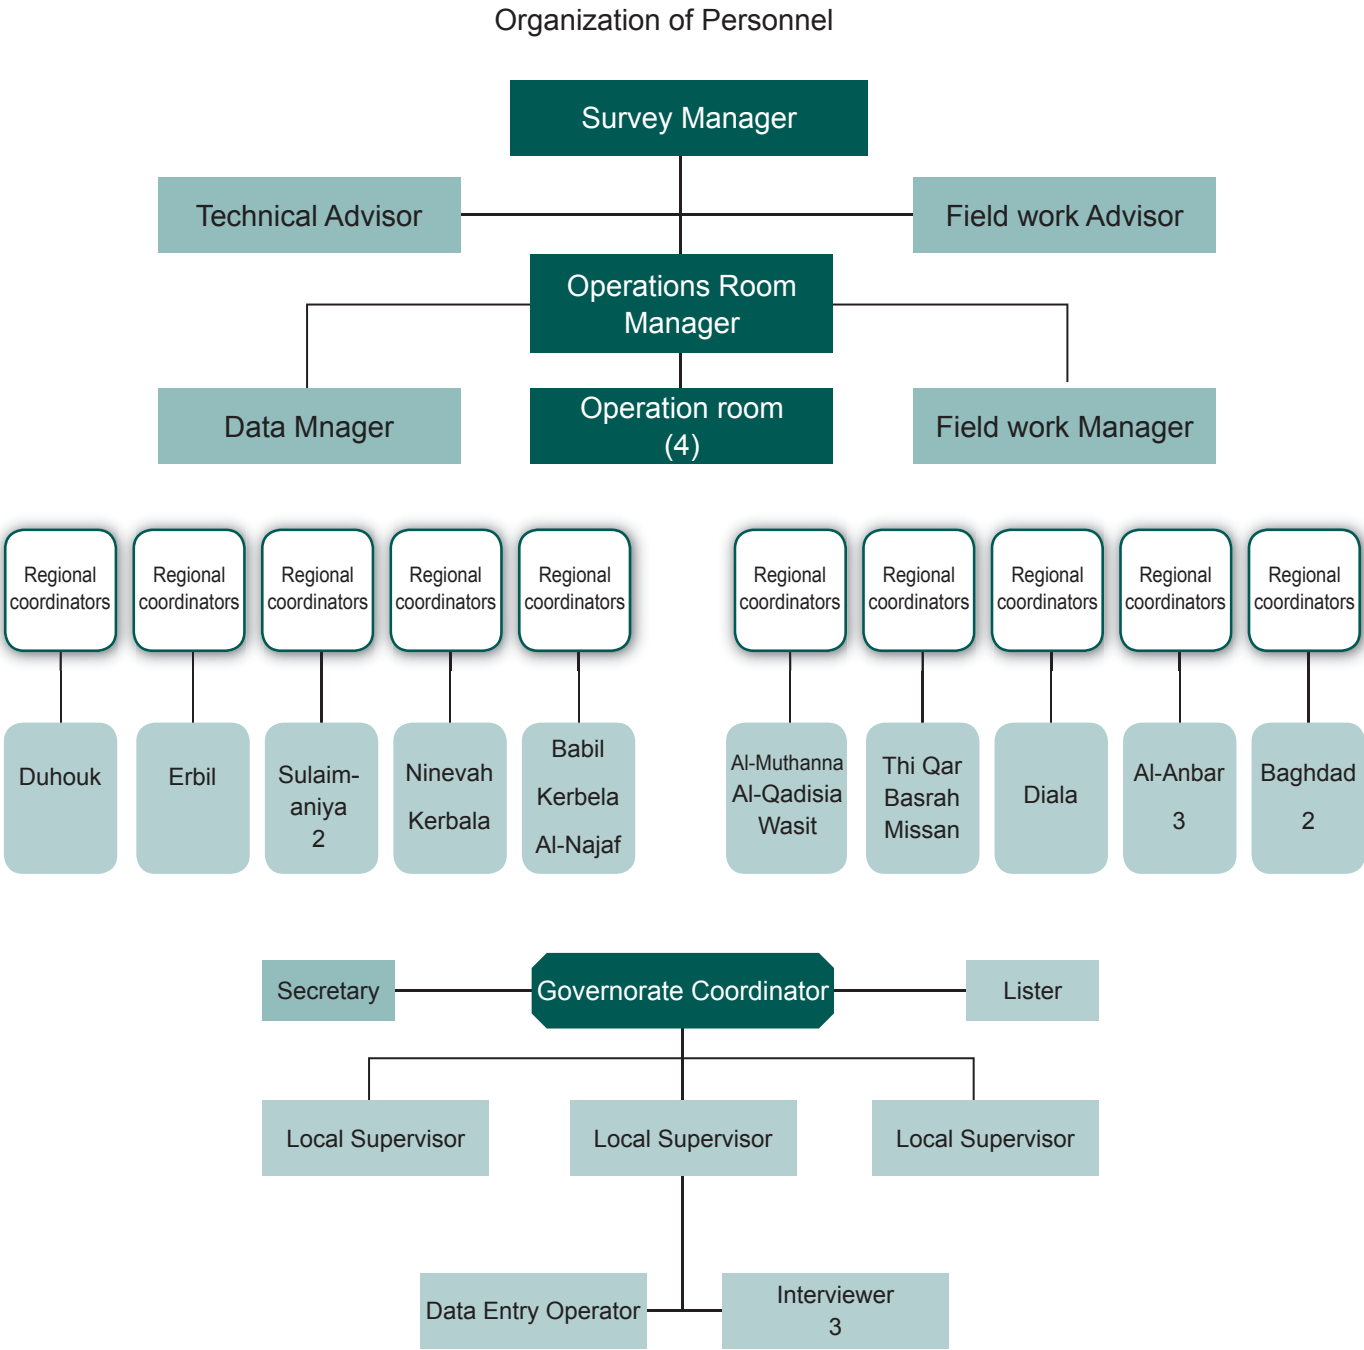 Organization of Personnel
Survey Manager
Technical Advisor
Field work Advisor
Operations Room
Manager
Data Mnager
Operation room
(4)
Field work Manager
Regional
coordinators
Regional
coordinators
Regional
coordinators
Regional
coordinators
Regional
coordinators
Regional
coordinators
Regional
coordinators
Regional
coordinators
Regional
coordinators
Regional
coordinators
Duhouk
Erbil
Sulaim-
aniya
2
Ninevah
Kerbala
Babil
Kerbela
Al-Najaf
Al-Muthanna
Al-Qadisia
Wasit
Thi Qar
Basrah
Missan
Diala
Al-Anbar
3
Baghdad
2
Secretary
Governorate Coordinator
Lister
Local Supervisor
Local Supervisor
Local Supervisor
Data Entry Operator
Interviewer
3